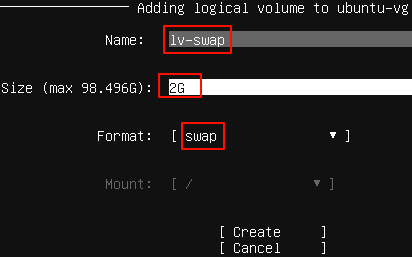 Adding logical volume to ubuntu-vg
Name: lv-swap
Size (max 98.496G): 2G
Format: [ swap ▼ ]
Mount: [ / ▼ ]
[ Create ]
[ Cancel ]